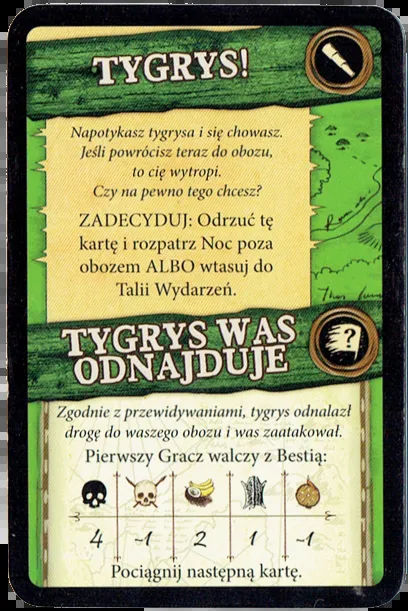 TYGRYS!
Napotykasz tygrysa i się chowasz.
Jeśli powrócisz teraz do obozu,
to cię wytropi.
Czy na pewno tego chcesz?
ZADECYDUJ: Odrzuć tę
kartę i rozpatrz Noc poza
obozem ALBO wtasuj do
Talii Wydarzeń.
TYGRYS WAS
ODNAJDUJE
?
Zgodnie z przewidywaniami, tygrys odnalazł
drogę do waszego obozu i was zaatakował.
Pierwszy Gracz walczy z Bestią:
4 -1 2 1 -1
Pociągnij następną kartę.